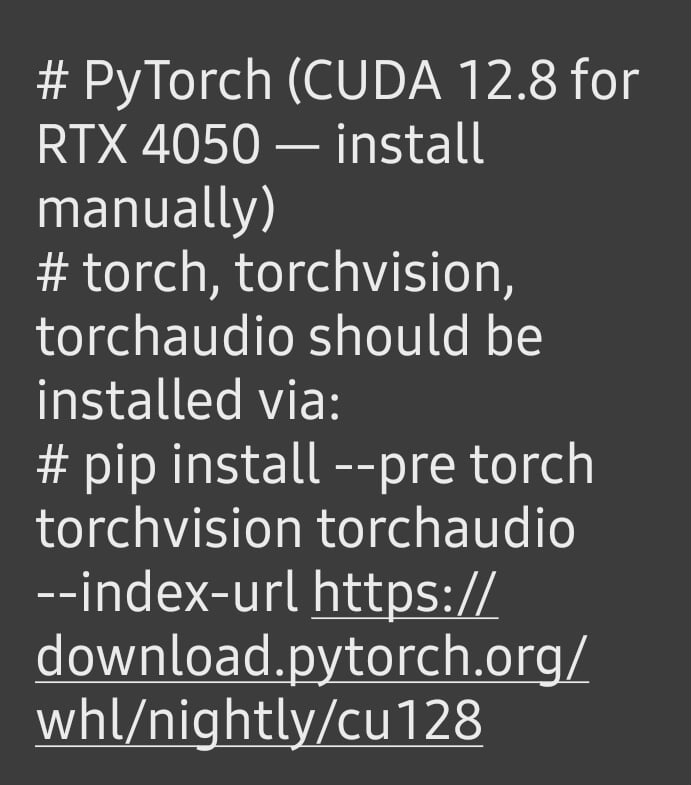 # PyTorch (CUDA 12.8 for
RTX 4050 — install
manually)
# torch, torchvision,
torchaudio should be
installed via:
# pip install --pre torch
torchvision torchaudio
--index-url https://
download.pytorch.org/
whl/nightly/cu128